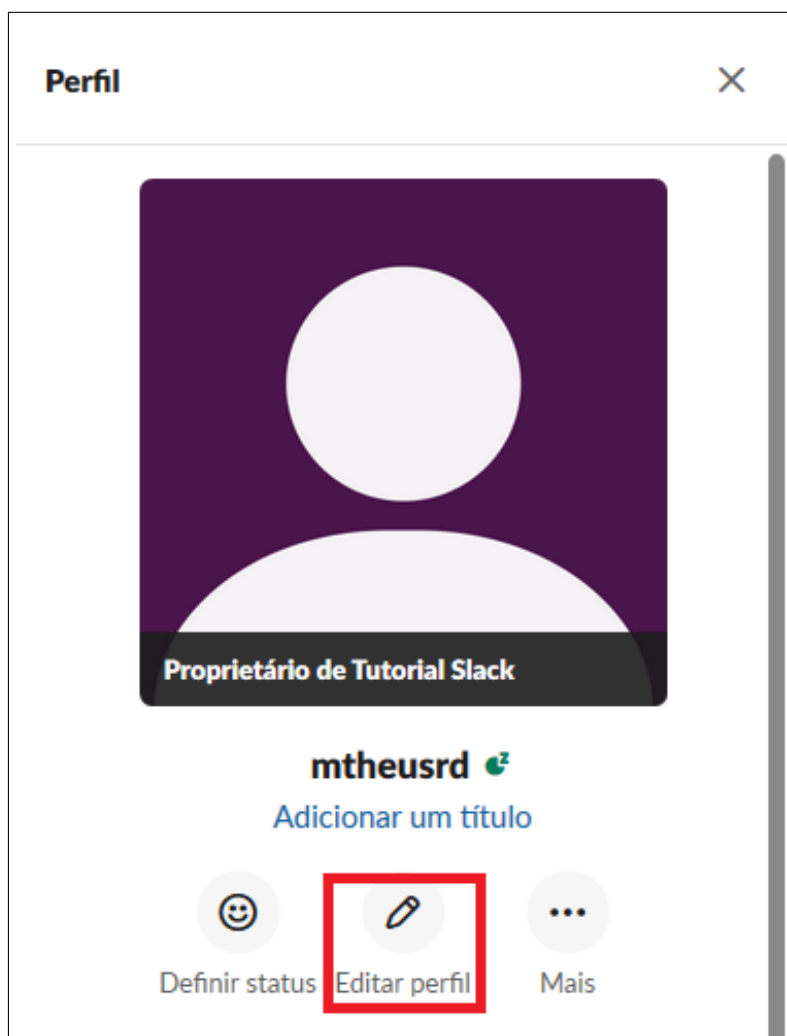 Perfil
Proprietário de Tutorial Slack
mtheusrd
Adicionar um título
Definir status
Editar perfil
Mais